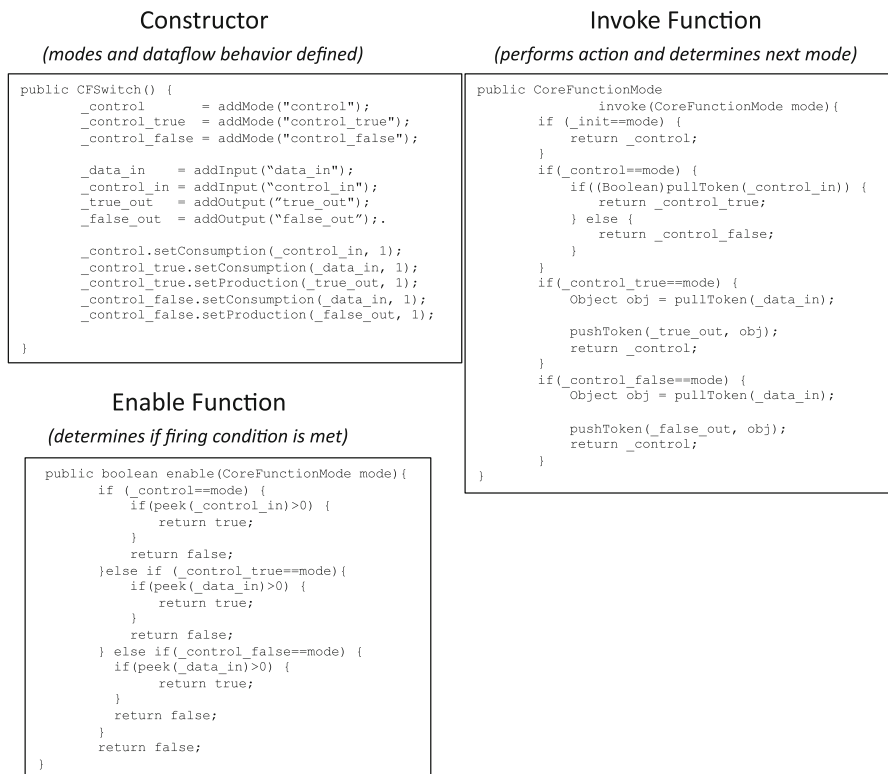 Constructor
(modes and dataflow behavior defined)
public CFSwitch() {
_control = addMode("control");
_control_true = addMode("control_true");
_control_false = addMode("control_false");
_data_in = addInput(“data_in");
_control_in = addInput(“control_in");
_true_out = addOutput(”true_out");
_false_out = addOutput(“false_out”);.
_control.setConsumption(_control_in, 1);
_control_true.setConsumption(_data_in, 1);
_control_true.setProduction(_true_out, 1);
_control_false.setConsumption(_data_in, 1);
_control_false.setProduction(_false_out, 1);
}
Enable Function
(determines if firing condition is met)
public boolean enable(CoreFunctionMode mode){
if (_control==mode) {
if(peek(_control_in)>0) {
return true;
}
return false;
}else if (_control_true==mode){
if(peek(_data_in)>0) {
return true;
}
return false;
} else if(_control_false==mode) {
if(peek(_data_in)>0) {
return true;
}
return false;
}
return false;
}
Invoke Function
(performs action and determines next mode)
public CoreFunctionMode
invoke(CoreFunctionMode mode){
if (_init==mode) {
return _control;
}
if(_control==mode) {
if((Boolean)pullToken(_control_in)) {
return _control_true;
} else {
return _control_false;
}
}
if(_control_true==mode) {
Object obj = pullToken(_data_in);
pushToken(_true_out, obj);
return _control;
}
if(_control_false==mode) {
Object obj = pullToken(_data_in);
pushToken(_false_out, obj);
return _control;
}
}